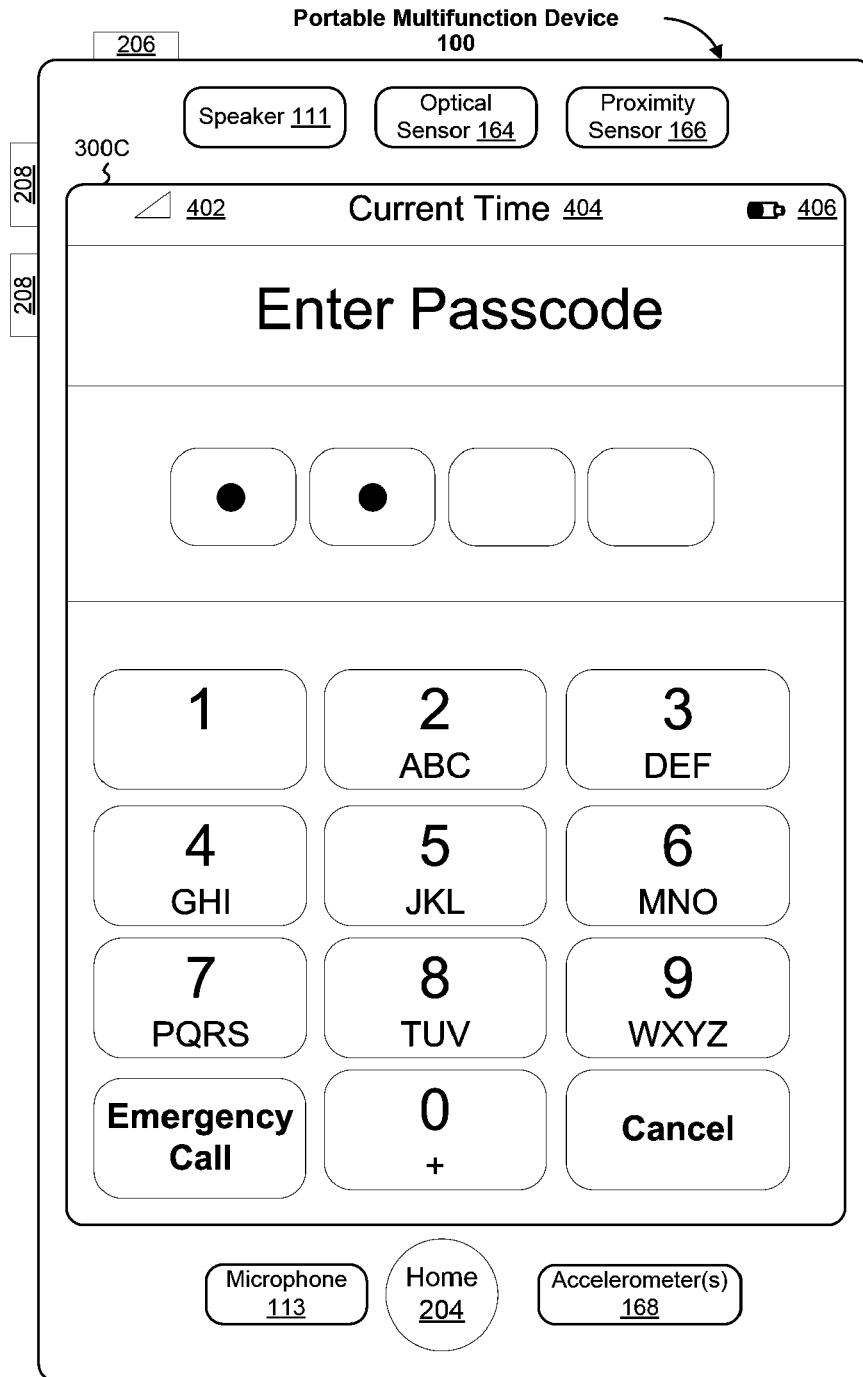 Portable Multifunction Device
100
206
Speaker 111
Optical
Sensor 164
Proximity
Sensor 166
300C
208
208
402
Current Time 404
406
Enter Passcode
1
2
ABC
3
DEF
4
GHI
5
JKL
6
MNO
7
PQRS
8
TUV
9
WXYZ
Emergency
Call
0
+
Cancel
Microphone
113
Home
204
Accelerometer(s)
168